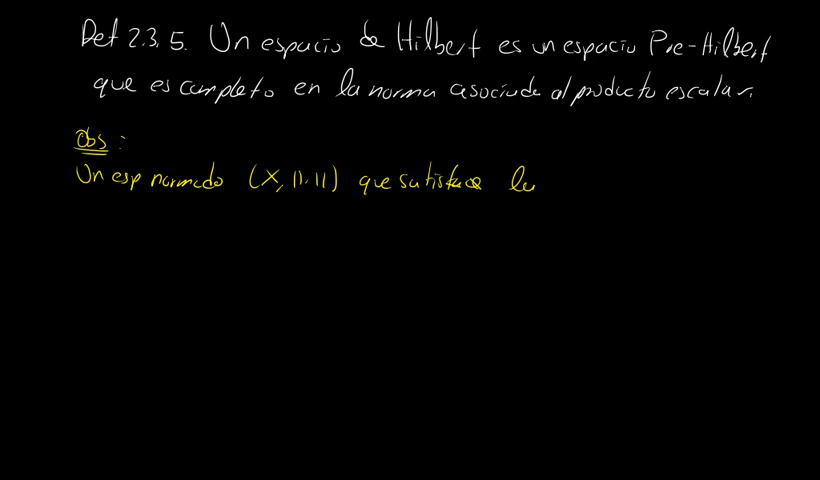 Def 2.3.5. Un espacio de Hilbert es un espacio Pre-Hilbert
que es completo en la norma asociada al producto escalar.
Obs:
Un esp normado (X, ||.||) que satisface la